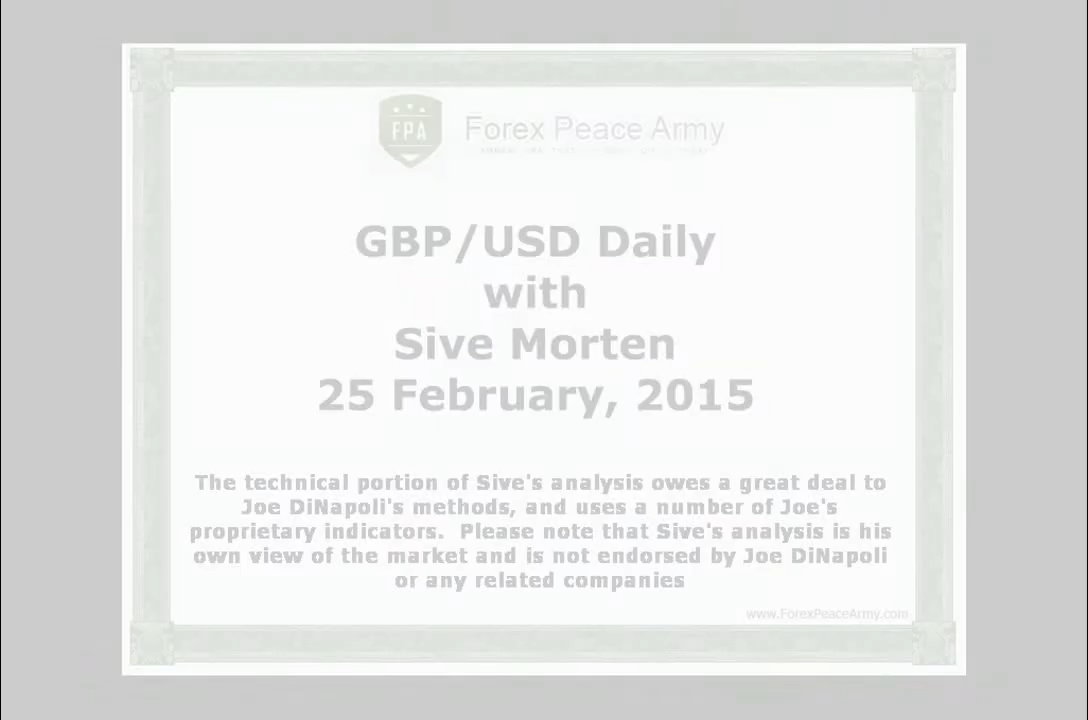 FPA
Forex Peace Army
GBP/USD Daily
with
Sive Morten
25 February, 2015
The technical portion of Sive's analysis owes a great deal to
Joe DiNapoli's methods, and uses a number of Joe's
proprietary indicators.  Please note that Sive's analysis is his
own view of the market and is not endorsed by Joe DiNapoli
or any related companies
www.ForexPeaceArmy.com